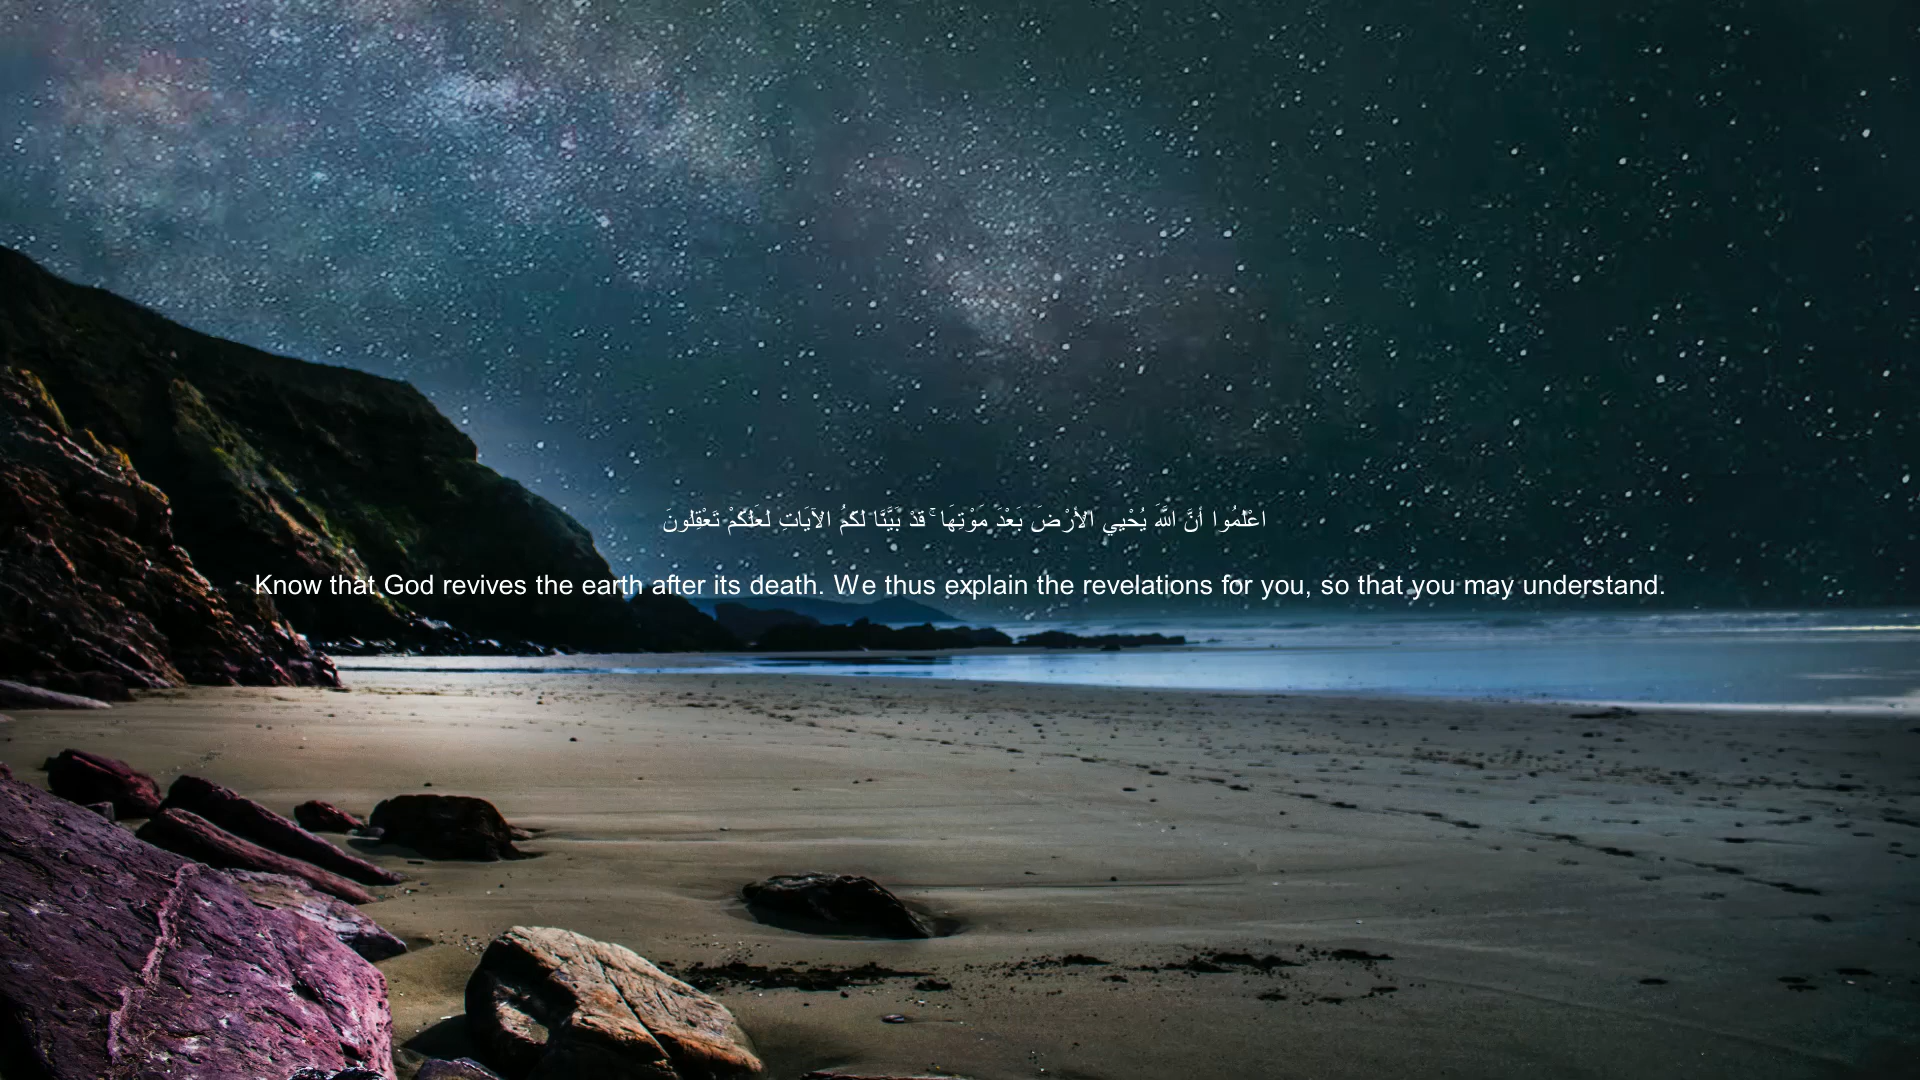 اعْلَمُوا أَنَّ اللَّهَ يُحْيِي الْأَرْضَ بَعْدَ مَوْتِهَا ۚ قَدْ بَيَّنَّا لَكُمُ الْآيَاتِ لَعَلَّكُمْ تَعْقِلُونَ
Know that God revives the earth after its death. We thus explain the revelations for you, so that you may understand.